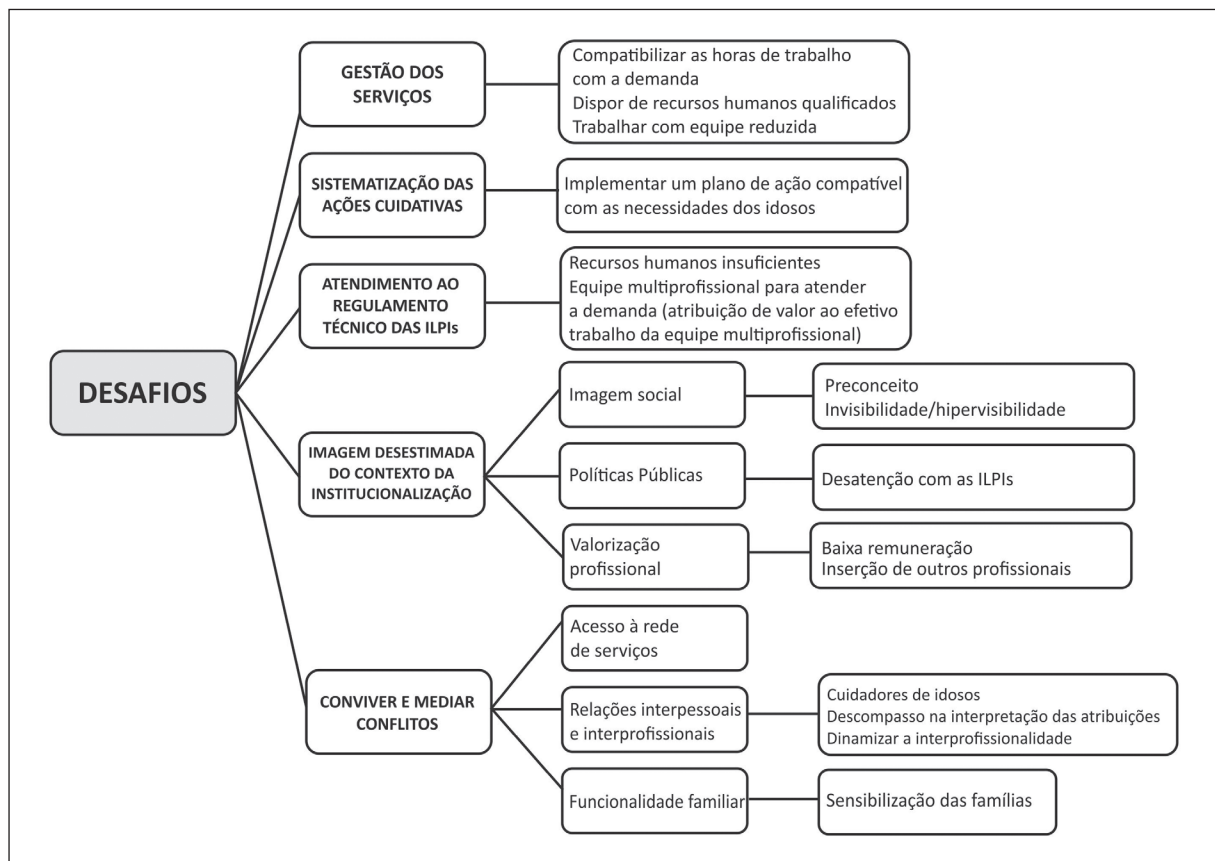 DESAFIOS
GESTÃO DOS
SERVIÇOS
Compatibilizar as horas de trabalho
com a demanda
Dispor de recursos humanos qualificados
Trabalhar com equipe reduzida
SISTEMATIZAÇÃO DAS
AÇÕES CUIDATIVAS
Implementar um plano de ação compatível
com as necessidades dos idosos
ATENDIMENTO AO
REGULAMENTO
TÉCNICO DAS ILPIs
Recursos humanos insuficientes
Equipe multiprofissional para atender
a demanda (atribuição de valor ao efetivo
trabalho da equipe multiprofissional)
IMAGEM DESESTIMADA
DO CONTEXTO DA
INSTITUCIONALIZAÇÃO
Imagem social
Preconceito
Invisibilidade/hipervisibilidade
Políticas Públicas
Desatenção com as ILPIs
Valorização
profissional
Baixa remuneração
Inserção de outros profissionais
CONVIVER E MEDIAR
CONFLITOS
Acesso à rede
de serviços
Relações interpessoais
e interprofissionais
Cuidadores de idosos
Descompasso na interpretação das atribuições
Dinamizar a interprofissionalidade
Funcionalidade familiar
Sensibilização das famílias